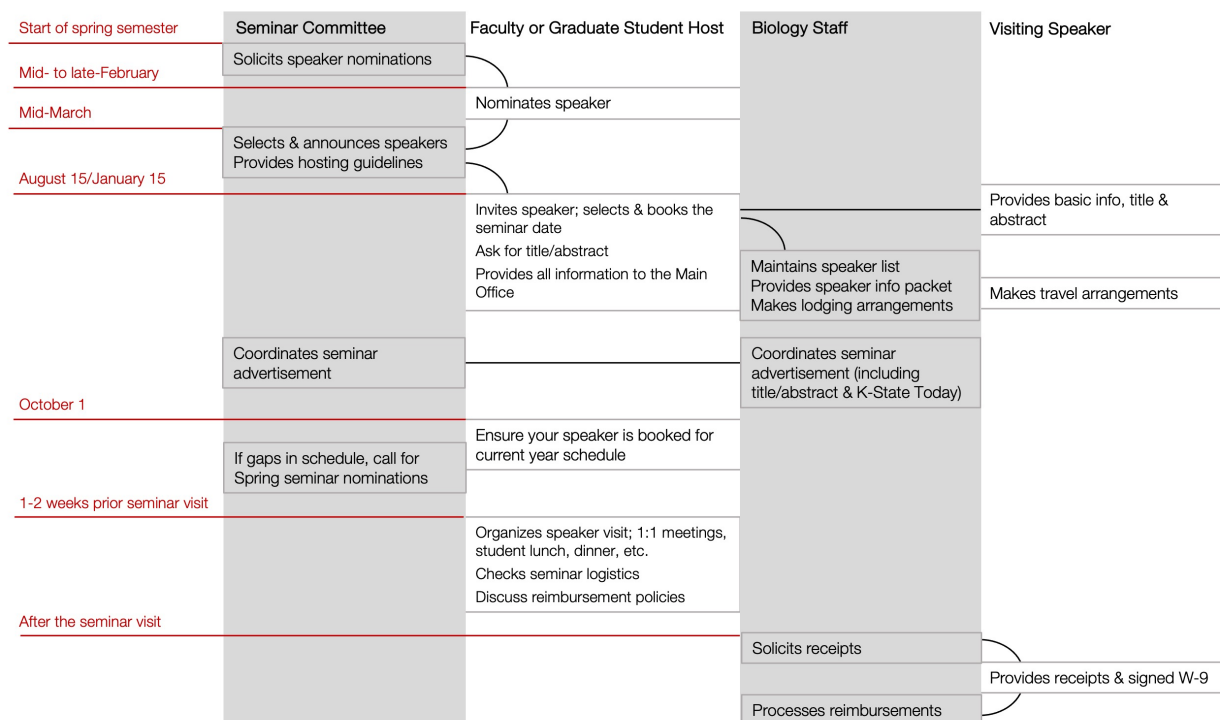 Start of spring semester
Seminar Committee
Faculty or Graduate Student Host
Biology Staff
Visiting Speaker
Solicits speaker nominations
Mid- to late-February
Nominates speaker
Mid-March
Selects & announces speakers
Provides hosting guidelines
August 15/January 15
Invites speaker; selects & books the
seminar date
Ask for title/abstract
Provides all information to the Main
Office
Provides basic info, title &
abstract
Maintains speaker list
Provides speaker info packet
Makes lodging arrangements
Makes travel arrangements
Coordinates seminar
advertisement
Coordinates seminar
advertisement (including
title/abstract & K-State Today)
October 1
Ensure your speaker is booked for
current year schedule
If gaps in schedule, call for
Spring seminar nominations
1-2 weeks prior seminar visit
Organizes speaker visit; 1:1 meetings,
student lunch, dinner, etc.
Checks seminar logistics
Discuss reimbursement policies
After the seminar visit
Solicits receipts
Provides receipts & signed W-9
Processes reimbursements